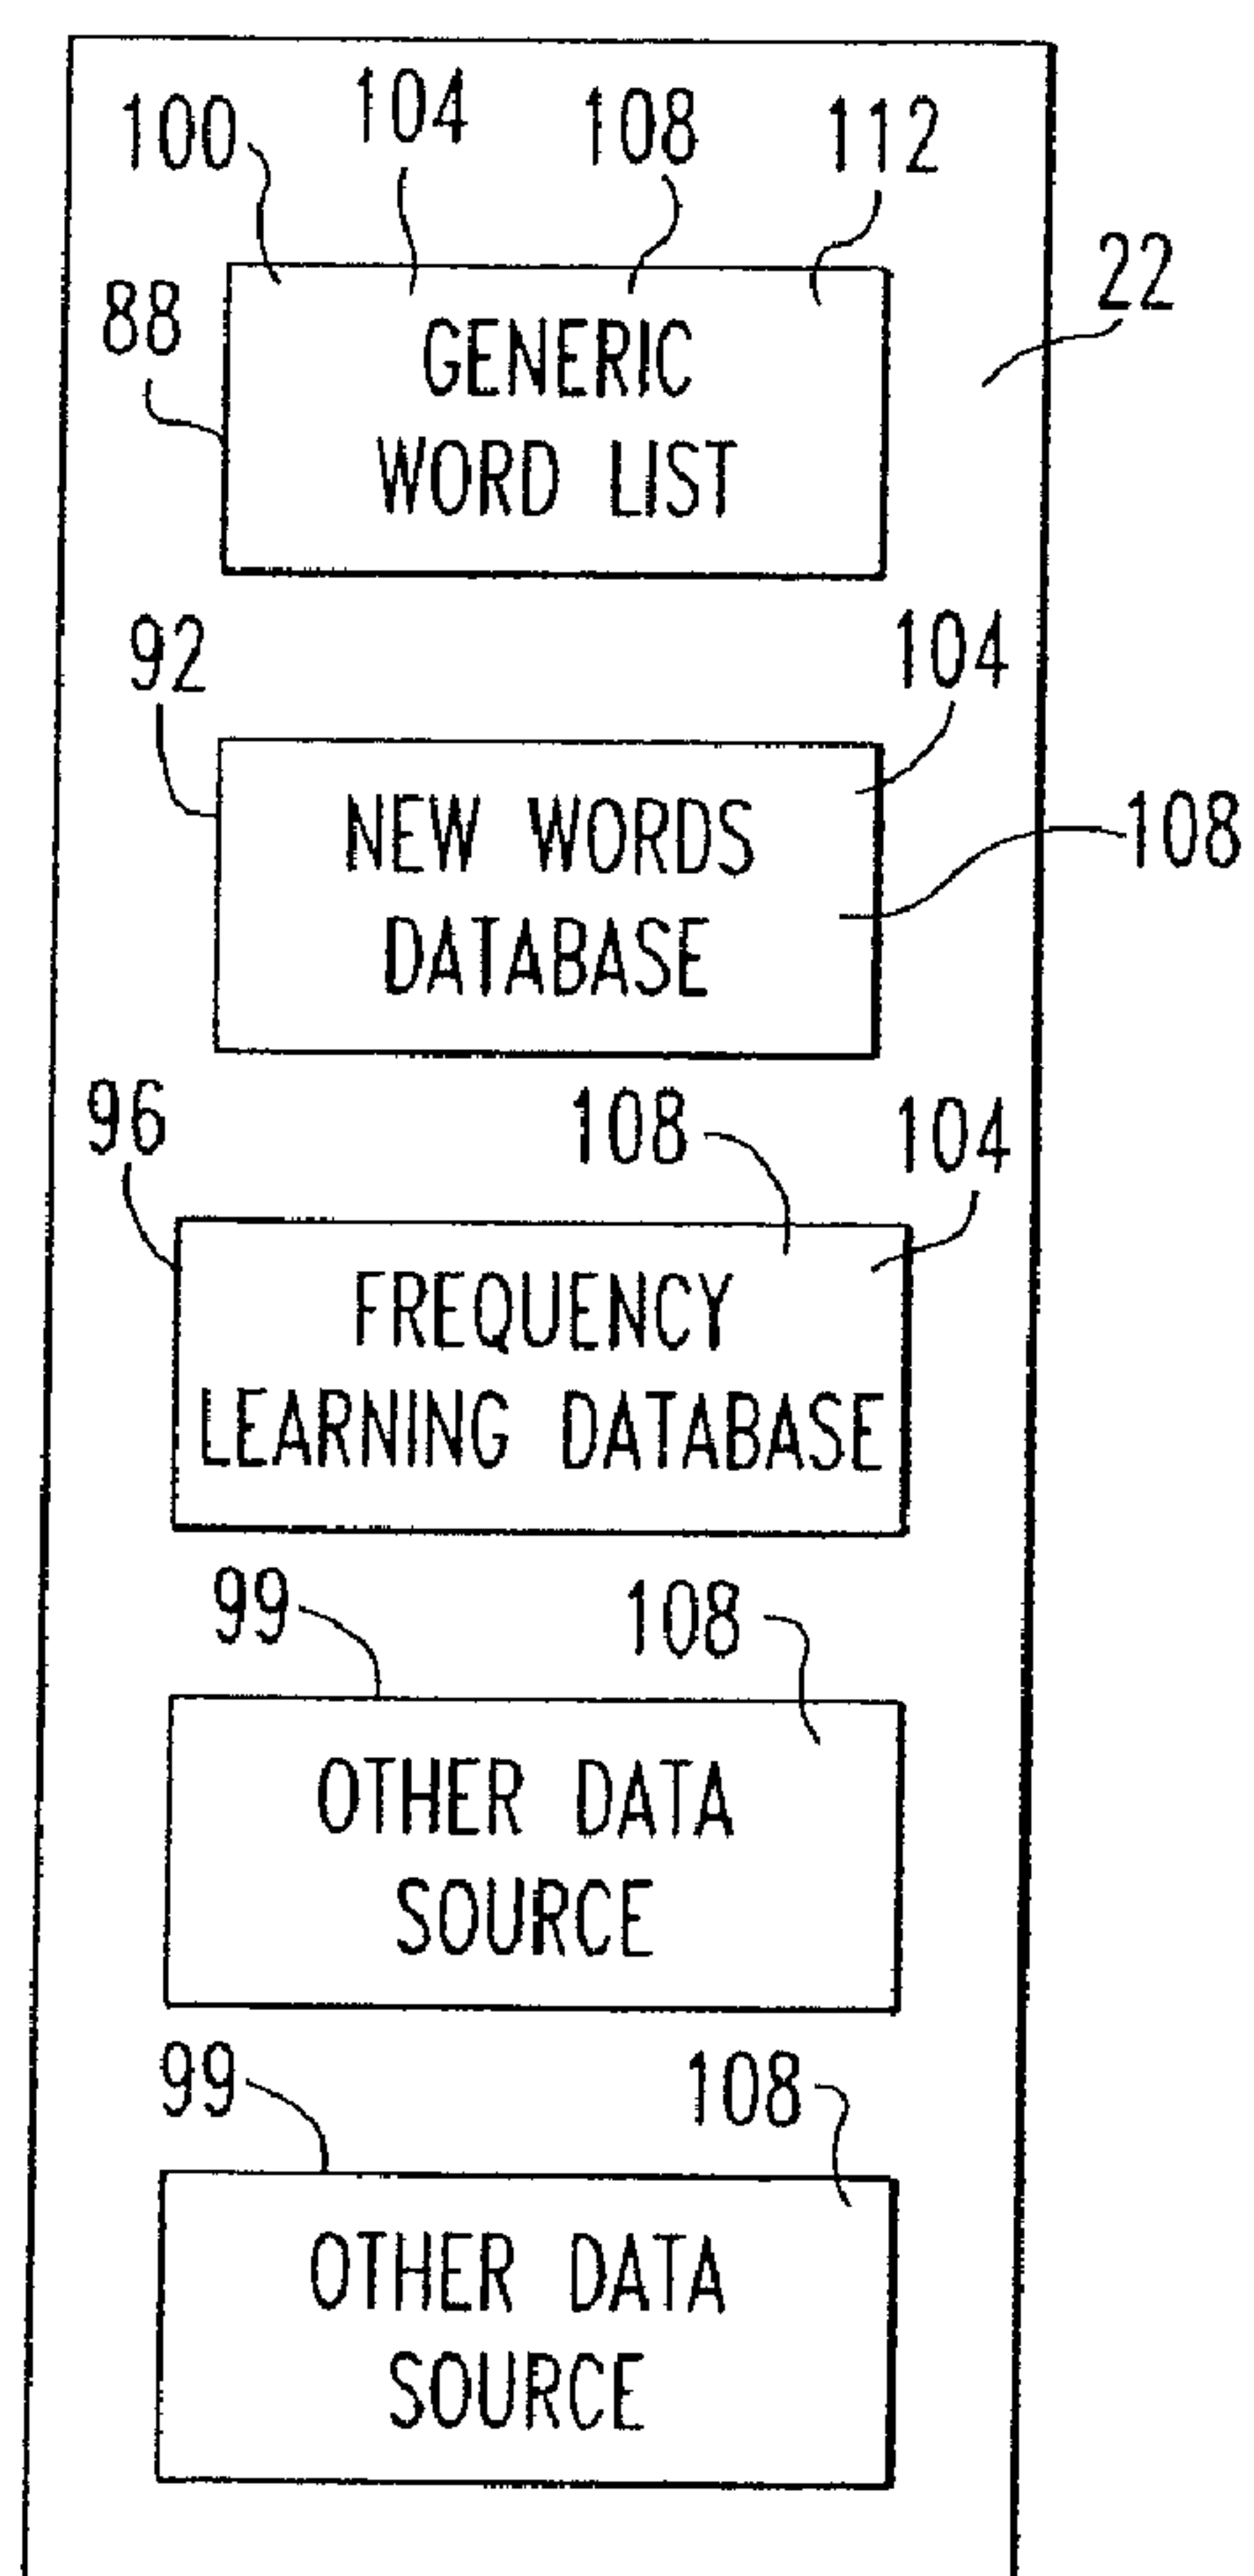 100 104 108 112
22
88
GENERIC
WORD LIST
92 104
108
NEW WORDS
DATABASE
96 108 104
FREQUENCY
LEARNING DATABASE
99 108
OTHER DATA
SOURCE
99 108
OTHER DATA
SOURCE